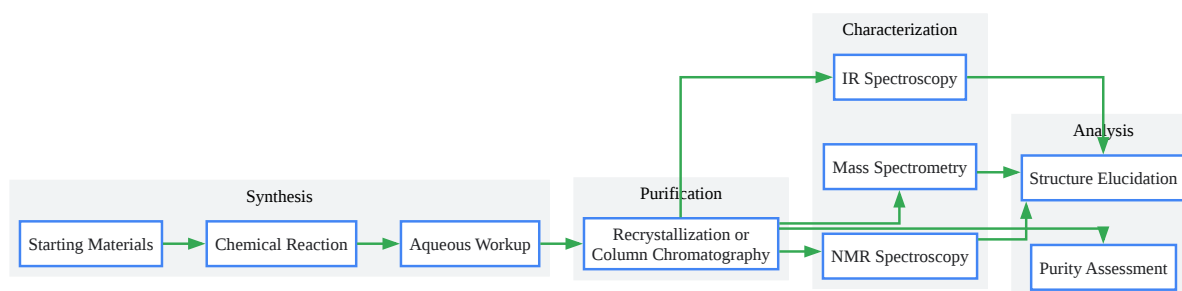 Synthesis
Starting Materials
Chemical Reaction
Aqueous Workup
Purification
Recrystallization or
Column Chromatography
Characterization
IR Spectroscopy
Mass Spectrometry
NMR Spectroscopy
Analysis
Structure Elucidation
Purity Assessment